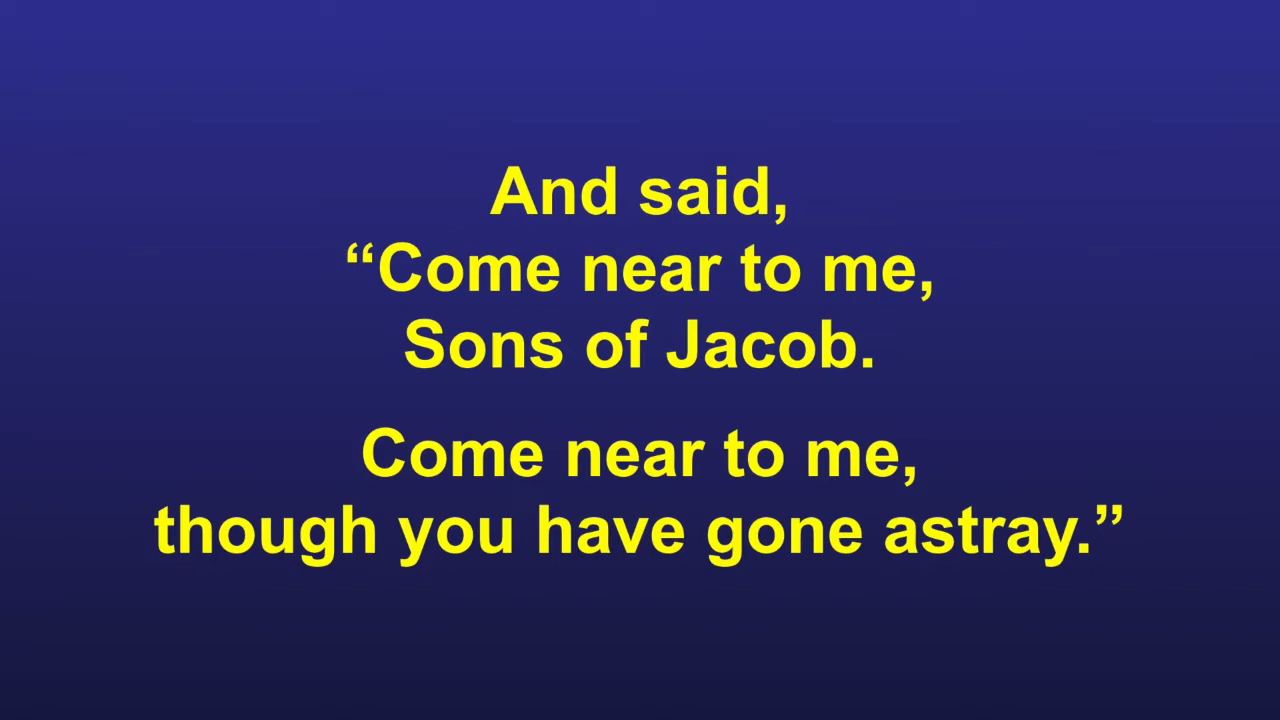 And said,
“Come near to me,
Sons of Jacob.
Come near to me,
though you have gone astray.”